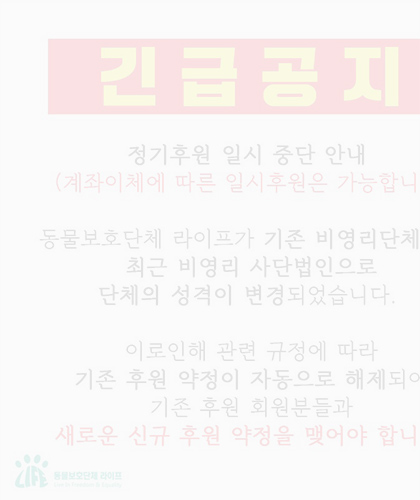 긴급공지
정기후원 일시 중단 안내
(계좌이체에 따른 일시후원은 가능합니
동물보호단체 라이프가 기존 비영리단체
최근 비영리 사단법인으로
단체의 성격이 변경되었습니다.
이로인해 관련 규정에 따라
기존 후원 약정이 자동으로 해제되어
기존 후원 회원분들과
새로운 신규 후원 약정을 맺어야 합니
LIFE 동물보호단체 라이프